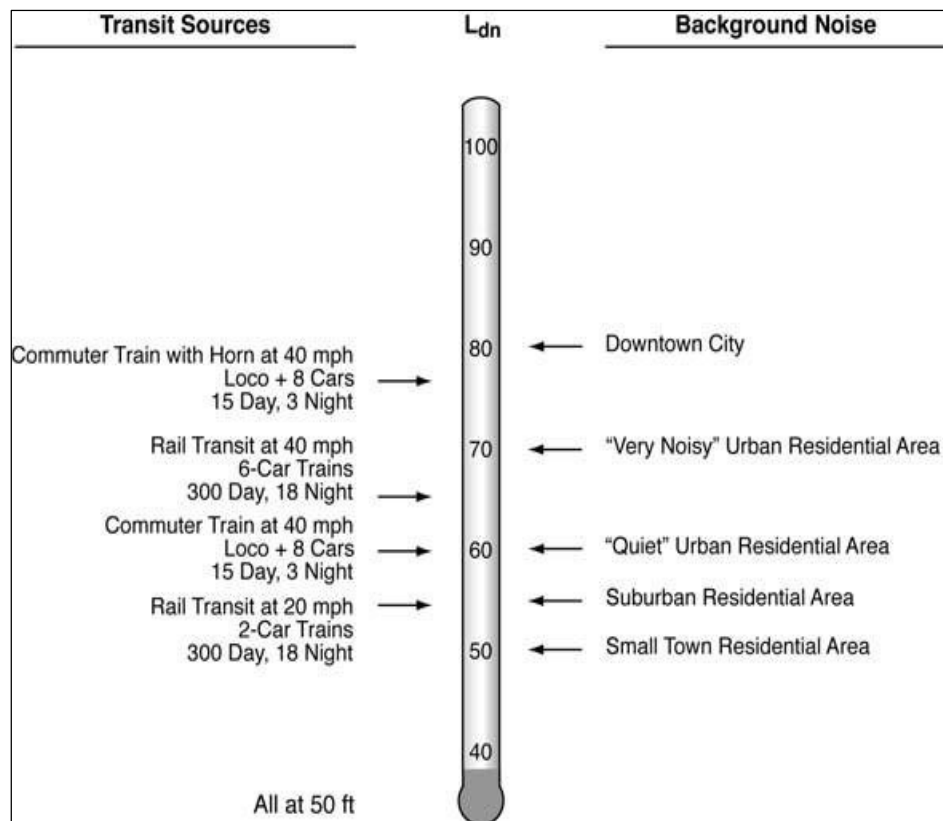 Transit Sources
Ldn
Background Noise
100
90
80
70
60
50
40
Commuter Train with Horn at 40 mph
Loco + 8 Cars
15 Day, 3 Night
Rail Transit at 40 mph
6-Car Trains
300 Day, 18 Night
Commuter Train at 40 mph
Loco + 8 Cars
15 Day, 3 Night
Rail Transit at 20 mph
2-Car Trains
300 Day, 18 Night
All at 50 ft
Downtown City
“Very Noisy” Urban Residential Area
“Quiet” Urban Residential Area
Suburban Residential Area
Small Town Residential Area